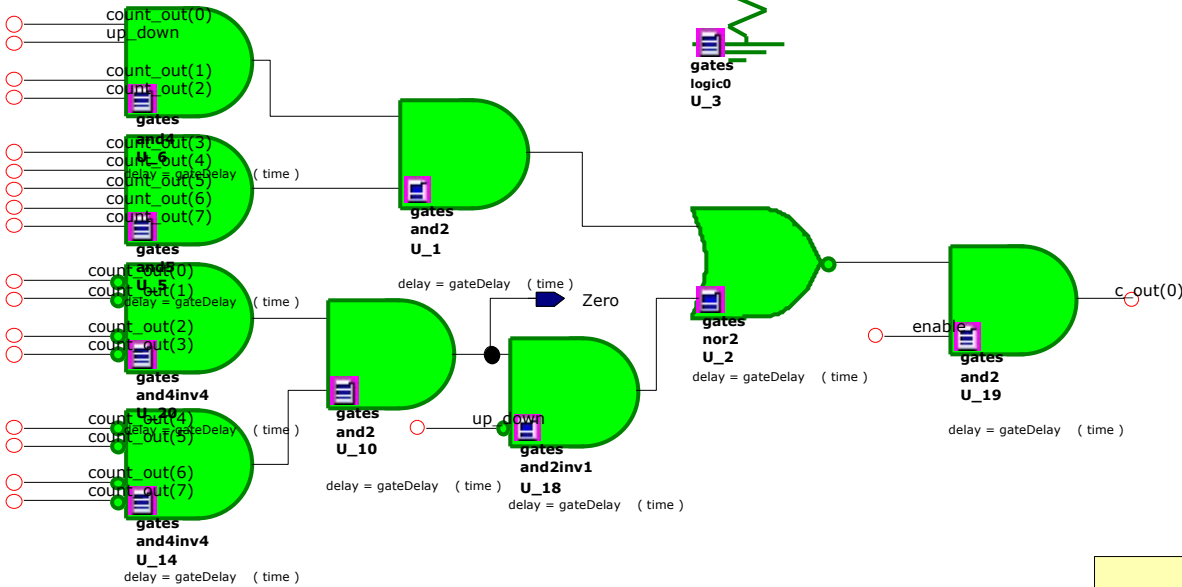 count_out(0)
up_down
count_out(1)
count_out(2)
gates
and4
U_6
delay = gateDelay ( time )
count_out(3)
count_out(4)
count_out(5)
count_out(6)
count_out(7)
gates
and5
U_5
delay = gateDelay ( time )
count_out(0)
count_out(1)
count_out(2)
count_out(3)
gates
and4inv4
U_20
delay = gateDelay ( time )
count_out(4)
count_out(5)
count_out(6)
count_out(7)
gates
and4inv4
U_14
delay = gateDelay ( time )
gates
and2
U_1
delay = gateDelay ( time )
gates
and2
U_10
delay = gateDelay ( time )
Zero
up_down
gates
and2inv1
U_18
delay = gateDelay ( time )
gates
logic0
U_3
gates
nor2
U_2
delay = gateDelay ( time )
enable
gates
and2
U_19
delay = gateDelay ( time )
c_out(0)